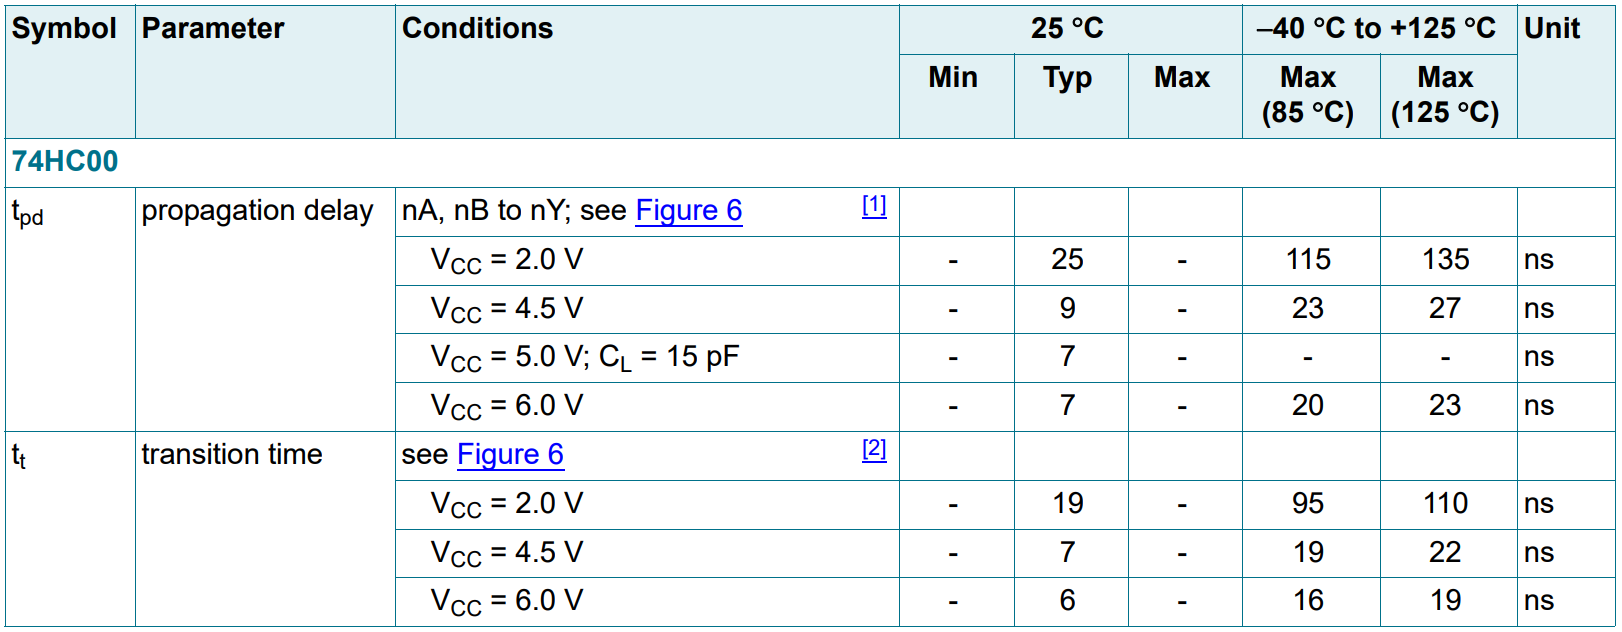 Symbol Parameter Conditions 25 °C –40 °C to +125 °C Unit
Min Typ Max Max (85 °C) Max (125 °C)
74HC00
tpd propagation delay nA, nB to nY; see Figure 6 [1]
VCC = 2.0 V - 25 - 115 135 ns
VCC = 4.5 V - 9 - 23 27 ns
VCC = 5.0 V; CL = 15 pF - 7 - - - ns
VCC = 6.0 V - 7 - 20 23 ns
tt transition time see Figure 6 [2]
VCC = 2.0 V - 19 - 95 110 ns
VCC = 4.5 V - 7 - 19 22 ns
VCC = 6.0 V - 6 - 16 19 ns